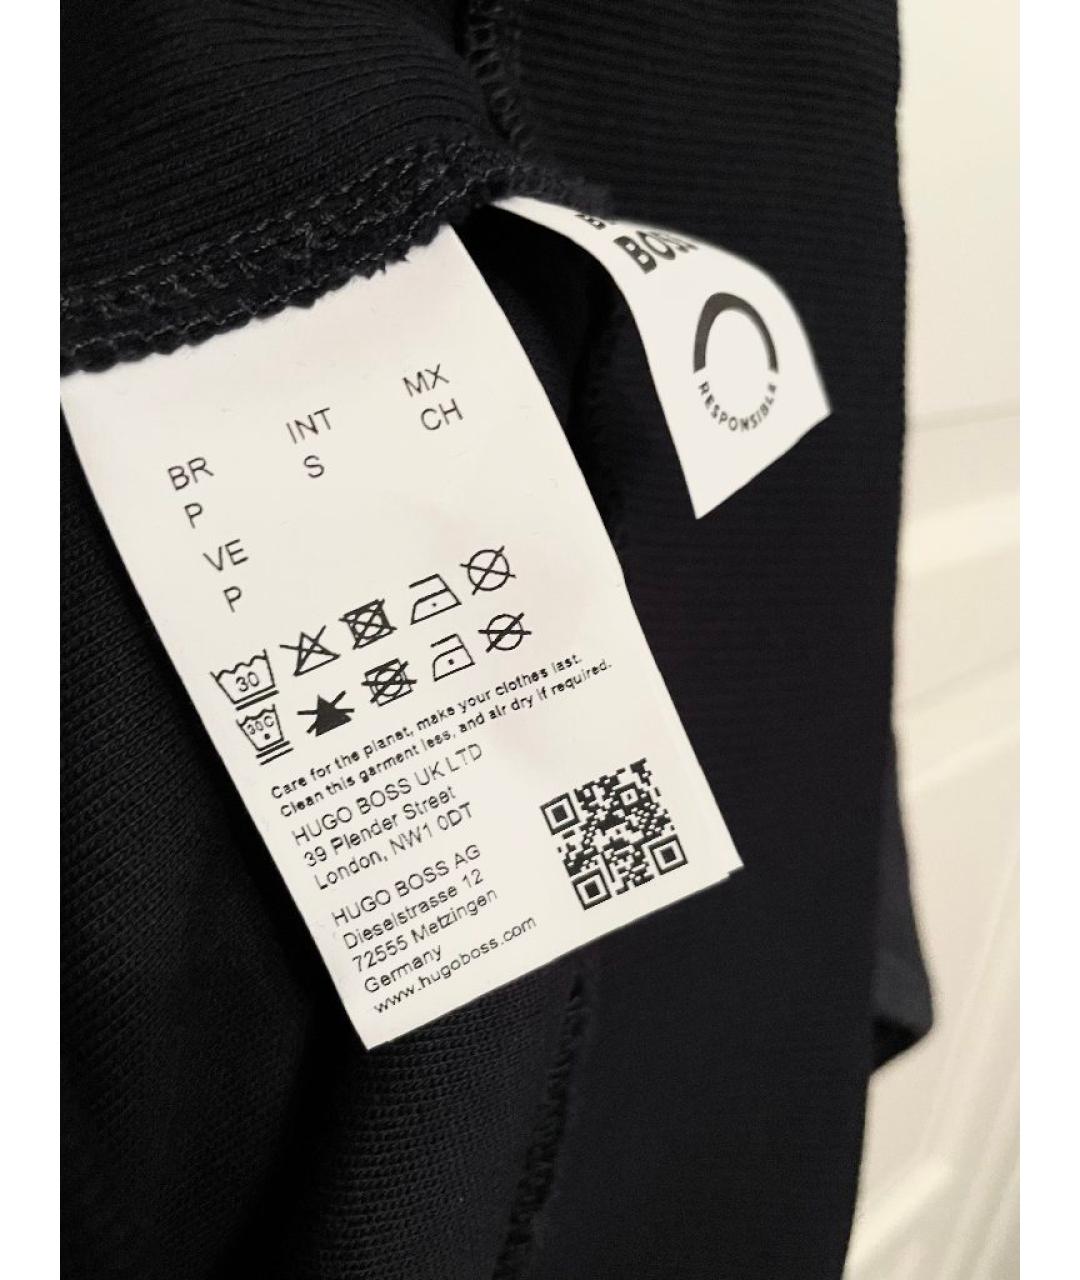 BR
P
VE
P
INT
S
MX
CH
30
30C
Care for the planet, make your clothes last.
Clean this garment less, and air dry if required.
HUGO BOSS UK LTD
39 Plender Street
London, NW1 0DT
HUGO BOSS AG
Dieselstrasse 12
72555 Metzingen
Germany
www.hugoboss.com
BOSS
RESPONSIBLE